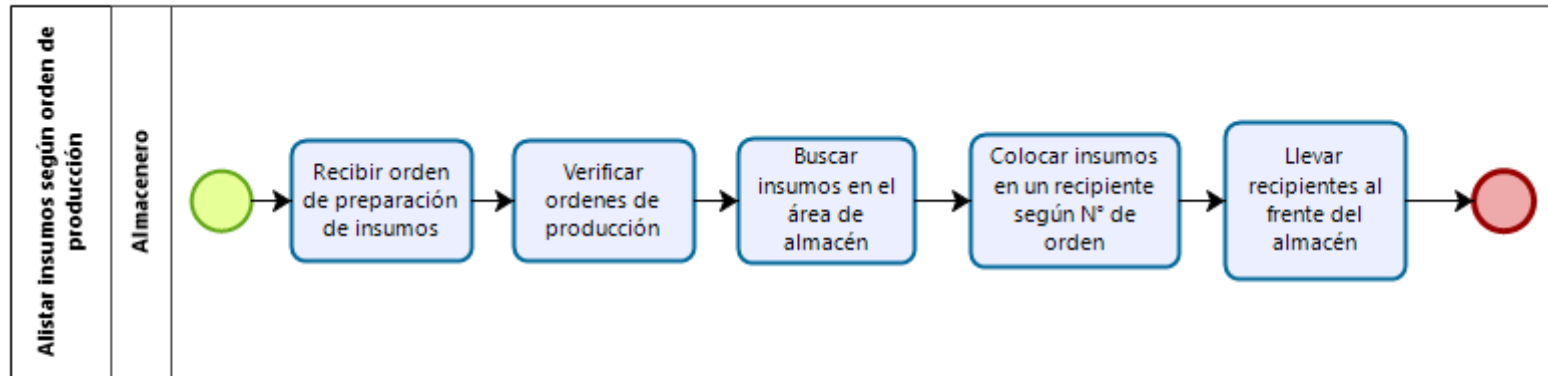 Alistar insumos según orden de
producción
Almacenero
Recibir orden
de preparación
de insumos
Verificar
ordenes de
producción
Buscar
insumos en el
área de
almacén
Colocar insumos
en un recipiente
según N° de
orden
Llevar
recipientes al
frente del
almacén